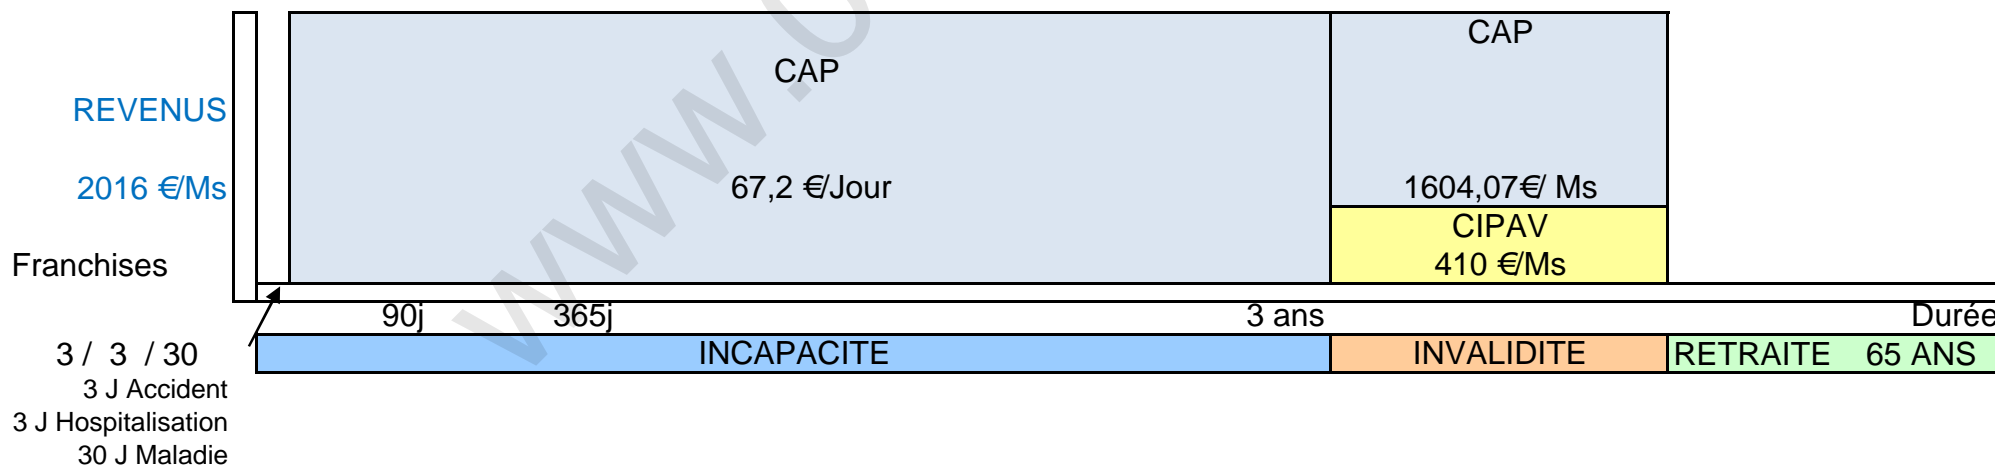 CAP
CAP
REVENUS
2016 €/Ms
67,2 €/Jour
1604,07€/ Ms
CIPAV
Franchises
410 €/Ms
90j 365j 3 ans Durée
3 / 3 / 30
INCAPACITE INVALIDITE RETRAITE 65 ANS
3 J Accident
3 J Hospitalisation
30 J Maladie
www.